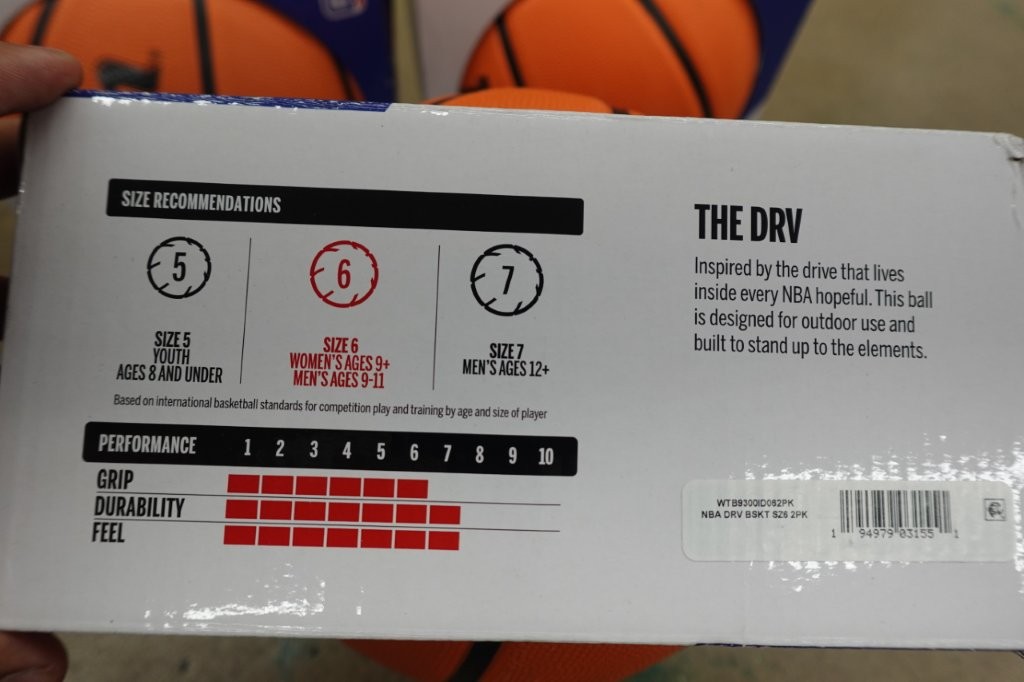 SIZE RECOMMENDATIONS
5
6
7
SIZE 5
YOUTH
AGES 8 AND UNDER
SIZE 6
WOMEN'S AGES 9+
MEN'S AGES 9-11
SIZE 7
MEN'S AGES 12+
Based on international basketball standards for competition play and training by age and size of player
PERFORMANCE 1 2 3 4 5 6 7 8 9 10
GRIP
DURABILITY
FEEL
THE DRV
Inspired by the drive that lives
inside every NBA hopeful. This ball
is designed for outdoor use and
built to stand up to the elements.
WTB9300ID062PK
NBA DRV BSKT SZ6 2PK
1 94979 03155 1